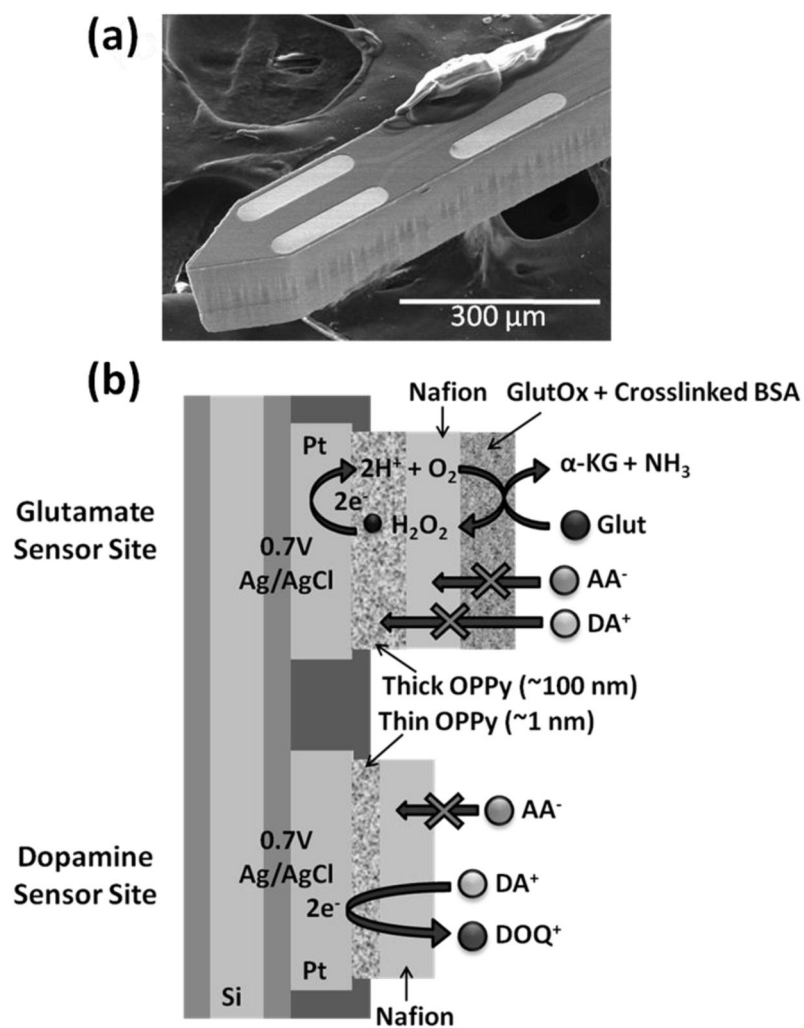 (a)
300 µm
(b)
Nafion
GlutOx + Crosslinked BSA
Pt
2H⁺ + O₂
α-KG + NH₃
2e⁻
H₂O₂
Glut
Glutamate
Sensor Site
0.7V
Ag/AgCl
AA⁻
DA⁺
Thick OPPy (~100 nm)
Thin OPPy (~1 nm)
AA⁻
Dopamine
Sensor Site
0.7V
Ag/AgCl
DA⁺
2e⁻
DOQ⁺
Pt
Si
Nafion